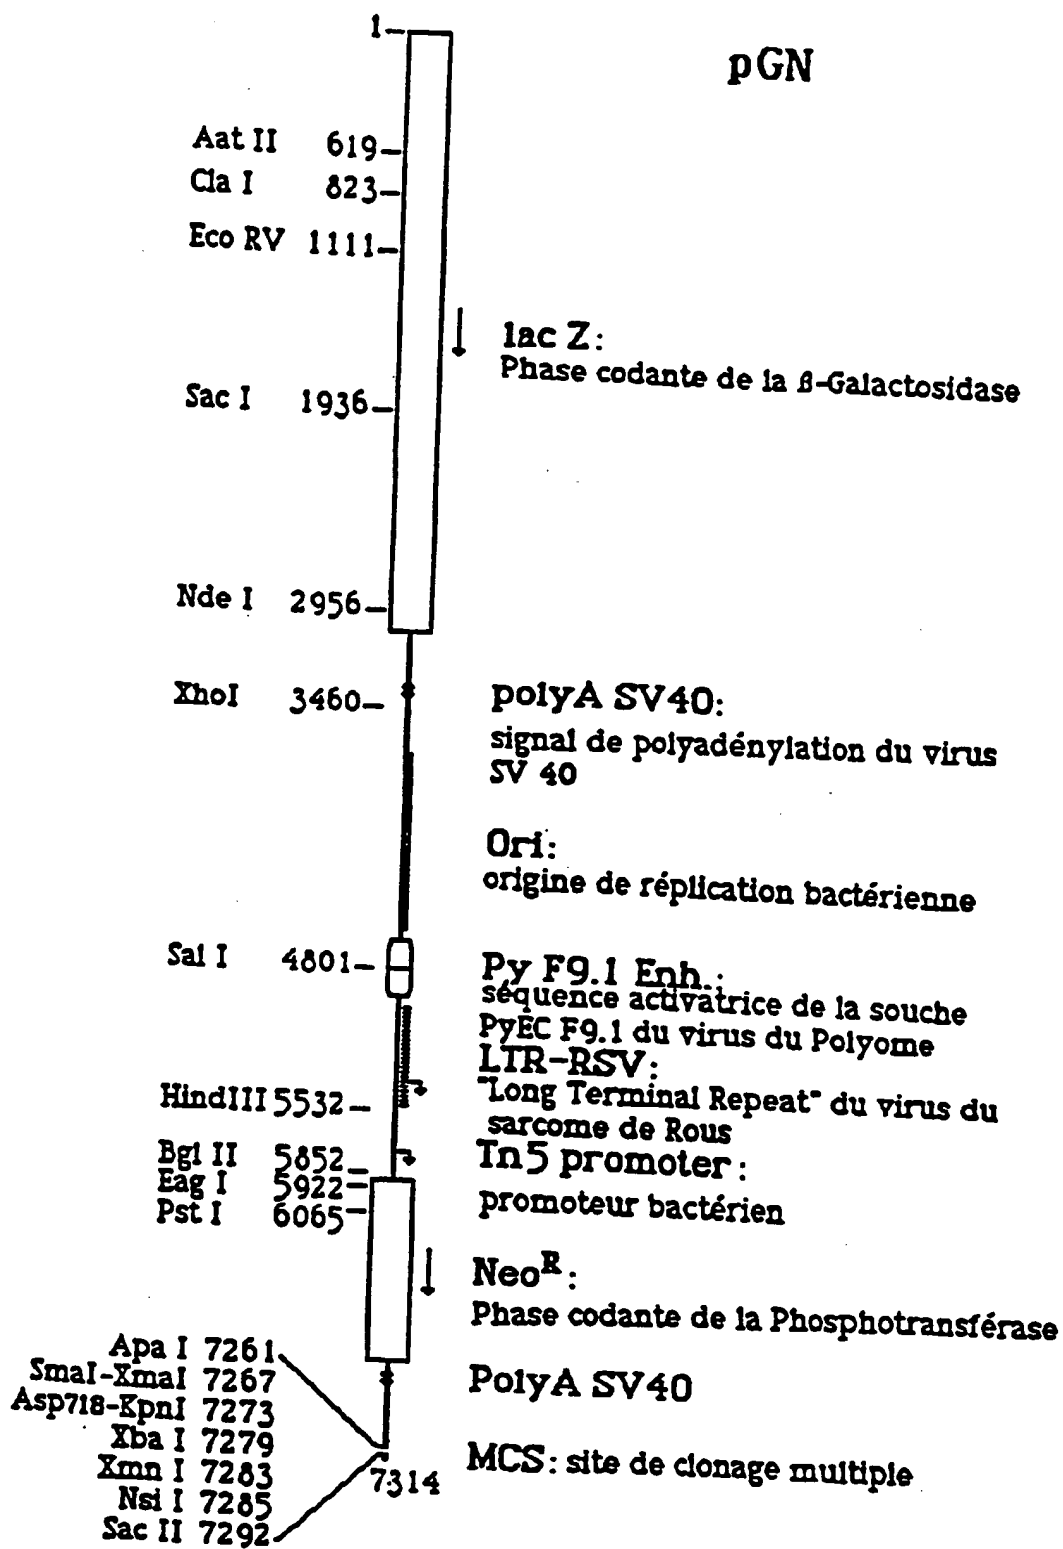 pGN
1
Aat II 619
Cla I 823
Eco RV 1111
lac Z:
Phase codante de la β-Galactosidase
Sac I 1936
Nde I 2956
XhoI 3460
polyA SV40:
signal de polyadénylation du virus
SV 40
Ori:
origine de réplication bactérienne
Sal I 4801
Py F9.1 Enh.:
séquence activatrice de la souche
PyEC F9.1 du virus du Polyome
LTR-RSV:
"Long Terminal Repeat" du virus du
sarcome de Rous
HindIII 5532
Bgl II 5852
Eag I 5922
Pst I 6065
Tn5 promoter:
promoteur bactérien
Neo^R:
Phase codante de la Phosphotransférase
Apa I 7261
SmaI-XmaI 7267
Asp718-KpnI 7273
Xba I 7279
Xmn I 7283
Nsi I 7285
Sac II 7292
PolyA SV40
7314
MCS: site de clonage multiple